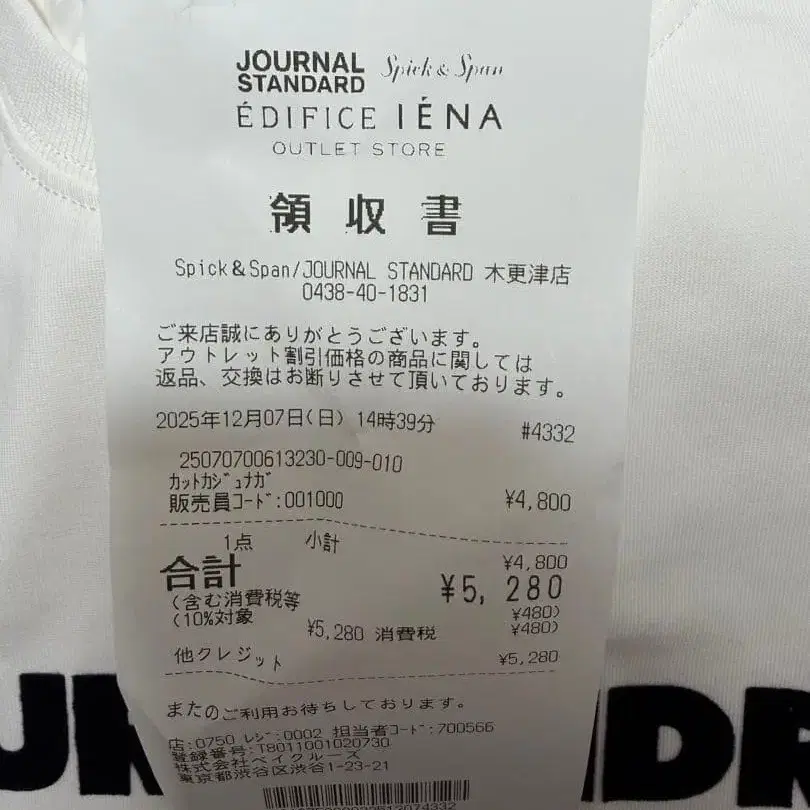 JOURNAL STANDARD Spick & Span
ÉDIFICE IÉNA
OUTLET STORE
領収書
Spick&Span/JOURNAL STANDARD 木更津店
0438-40-1831
ご来店誠にありがとうございます。
アウトレット割引価格の商品に関しては
返品、交換はお断りさせて頂いております。
2025年12月07日(日) 14時39分 #4332
25070700613230-009-010
カットカジュナガ
販売員コード:001000 ¥4,800
1点 小計 ¥4,800
合計 ¥5,280
(含む消費税等 ¥480)
(10%対象 ¥5,280 消費税 ¥480)
他クレジット ¥5,280
またのご利用お待ちしております。
店:0750 レジ:0002 担当者コード:700566
登録番号:T8011001020730
株式会社ベイクルーズ
東京都渋谷区渋谷1-23-21